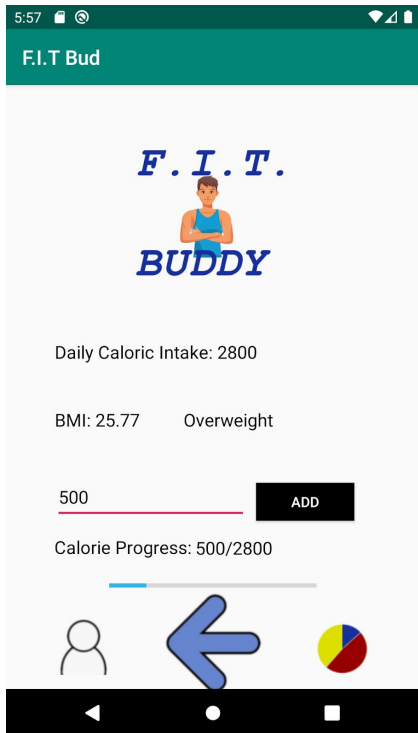 5:57
F.I.T Bud
F.I.T.
BUDDY
Daily Caloric Intake: 2800
BMI: 25.77 Overweight
500 ADD
Calorie Progress: 500/2800